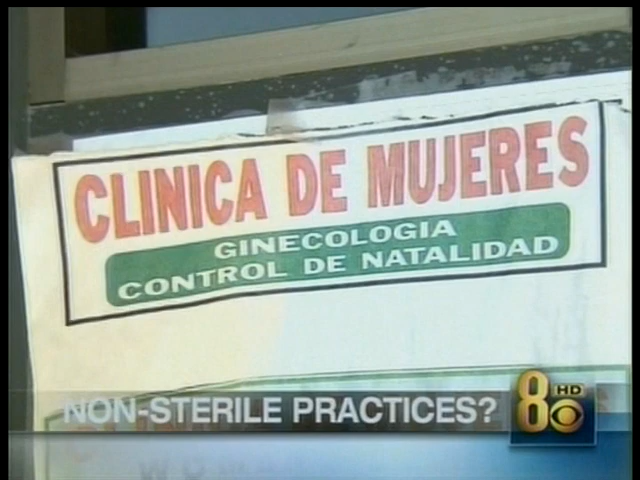 CLINICA DE MUJERES
GINECOLOGIA
CONTROL DE NATALIDAD
NON-STERILE PRACTICES?
8 HD